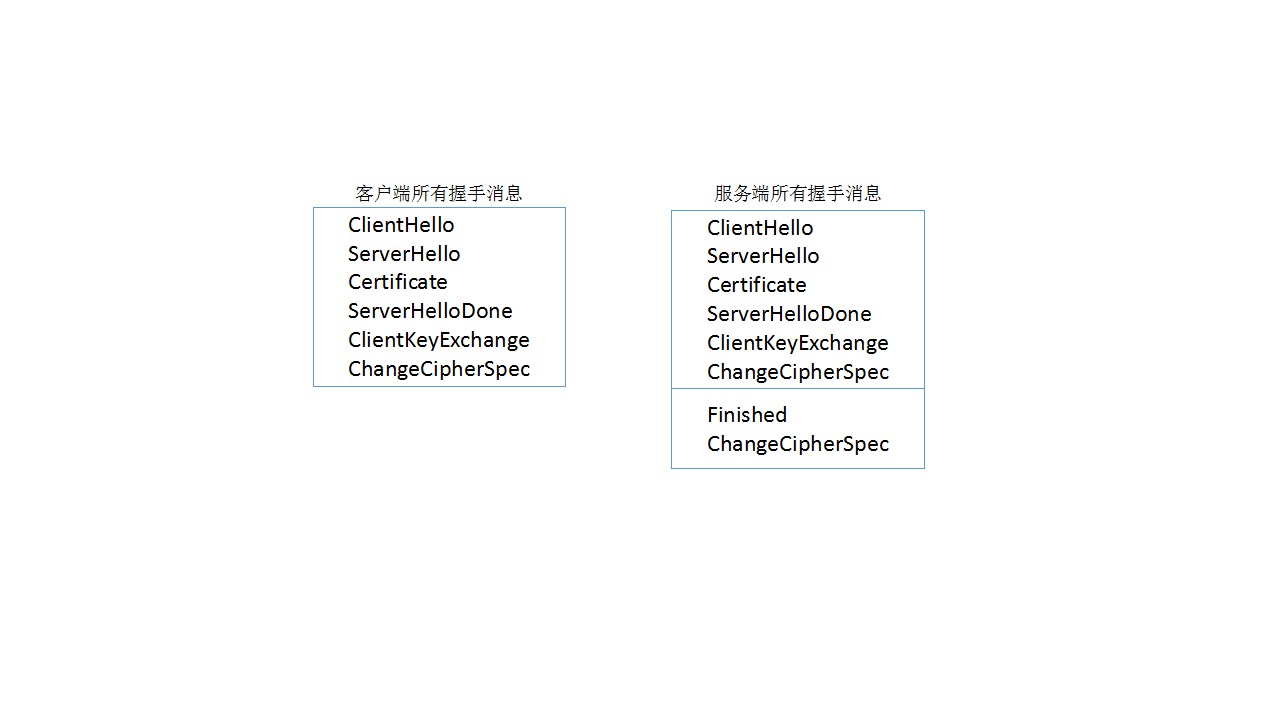 客户端所有握手消息
ClientHello
ServerHello
Certificate
ServerHelloDone
ClientKeyExchange
ChangeCipherSpec
服务端所有握手消息
ClientHello
ServerHello
Certificate
ServerHelloDone
ClientKeyExchange
ChangeCipherSpec
Finished
ChangeCipherSpec